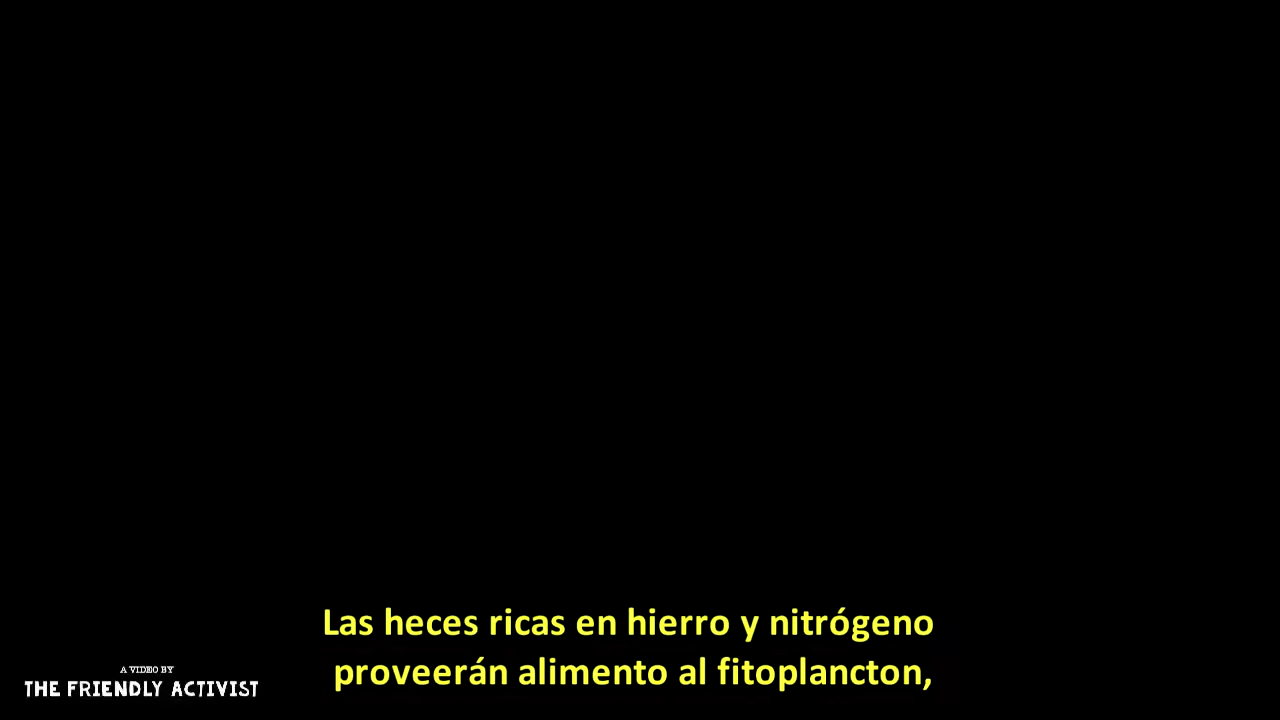 Las heces ricas en hierro y nitrógeno
proveerán alimento al fitoplancton,
A VIDEO BY
THE FRIENDLY ACTIVIST